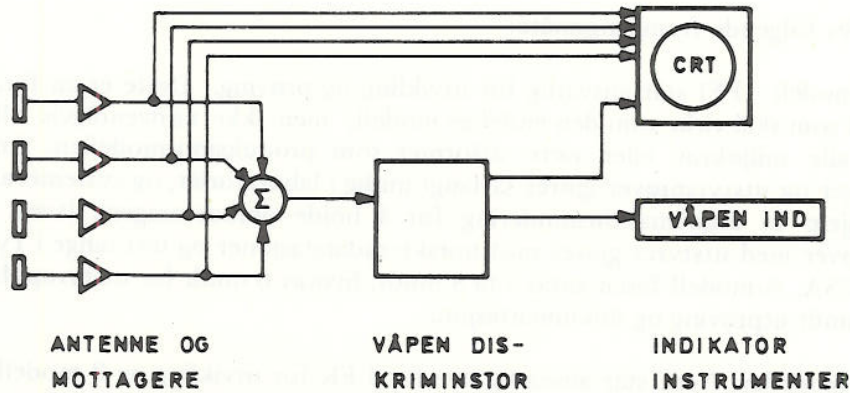 CRT
Σ
VÅPEN IND
ANTENNE OG
MOTTAGERE
VÅPEN DIS-
KRIMINSTOR
INDIKATOR
INSTRUMENTER